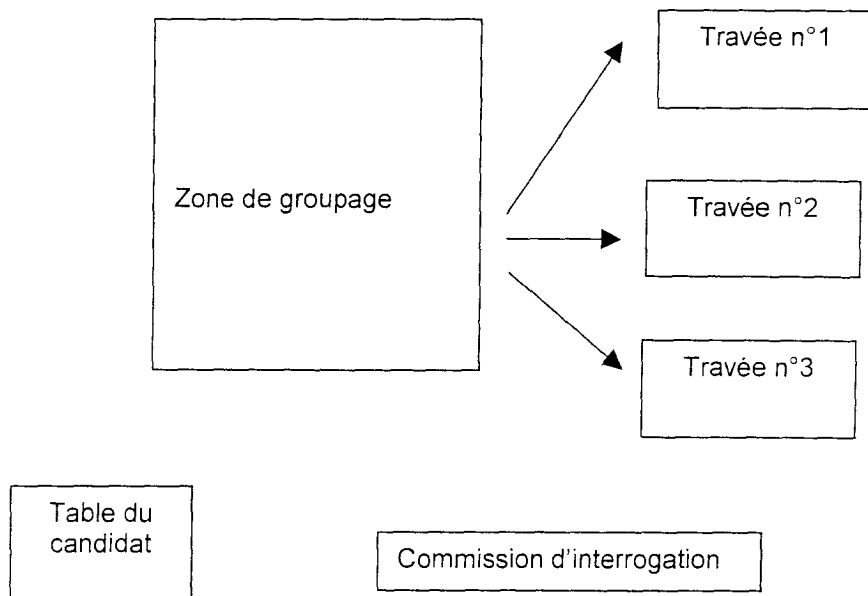 Travée n°1
Zone de groupage
Travée n°2
Travée n°3
Table du
candidat
Commission d'interrogation